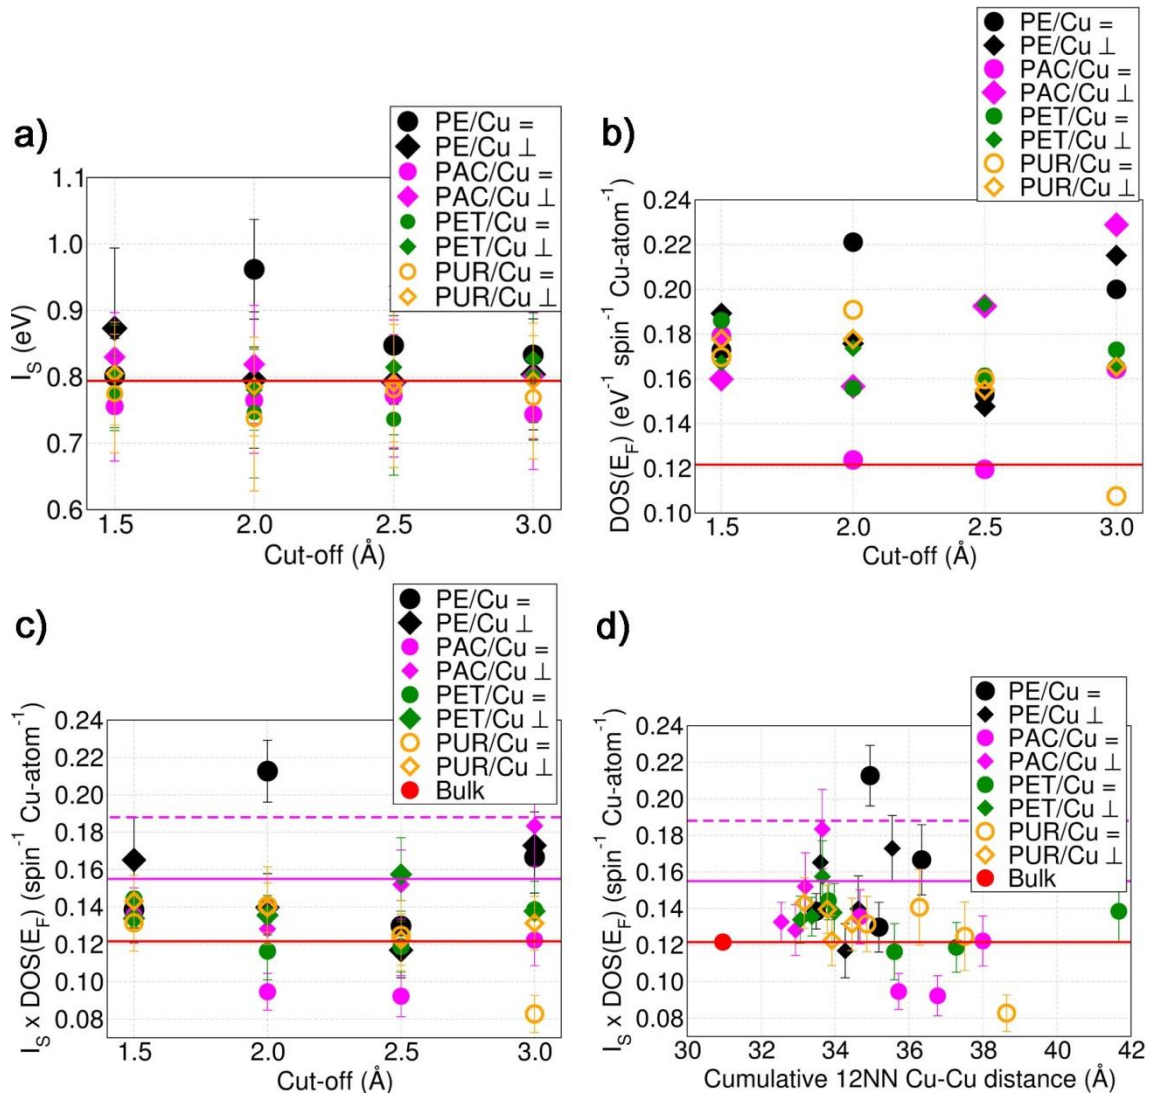 a)
PE/Cu =
PE/Cu ⊥
PAC/Cu =
PAC/Cu ⊥
PET/Cu =
PET/Cu ⊥
PUR/Cu =
PUR/Cu ⊥
I_S (eV)
1.1
1.0
0.9
0.8
0.7
0.6
1.5 2.0 2.5 3.0
Cut-off (Å)
b)
PE/Cu =
PE/Cu ⊥
PAC/Cu =
PAC/Cu ⊥
PET/Cu =
PET/Cu ⊥
PUR/Cu =
PUR/Cu ⊥
DOS(E_F) (eV⁻¹ spin⁻¹ Cu-atom⁻¹)
0.24
0.22
0.20
0.18
0.16
0.14
0.12
0.10
1.5 2.0 2.5 3.0
Cut-off (Å)
c)
PE/Cu =
PE/Cu ⊥
PAC/Cu =
PAC/Cu ⊥
PET/Cu =
PET/Cu ⊥
PUR/Cu =
PUR/Cu ⊥
Bulk
I_S x DOS(E_F) (spin⁻¹ Cu-atom⁻¹)
0.24
0.22
0.20
0.18
0.16
0.14
0.12
0.10
0.08
1.5 2.0 2.5 3.0
Cut-off (Å)
d)
PE/Cu =
PE/Cu ⊥
PAC/Cu =
PAC/Cu ⊥
PET/Cu =
PET/Cu ⊥
PUR/Cu =
PUR/Cu ⊥
Bulk
I_S x DOS(E_F) (spin⁻¹ Cu-atom⁻¹)
0.24
0.22
0.20
0.18
0.16
0.14
0.12
0.10
0.08
30 32 34 36 38 40 42
Cumulative 12NN Cu-Cu distance (Å)